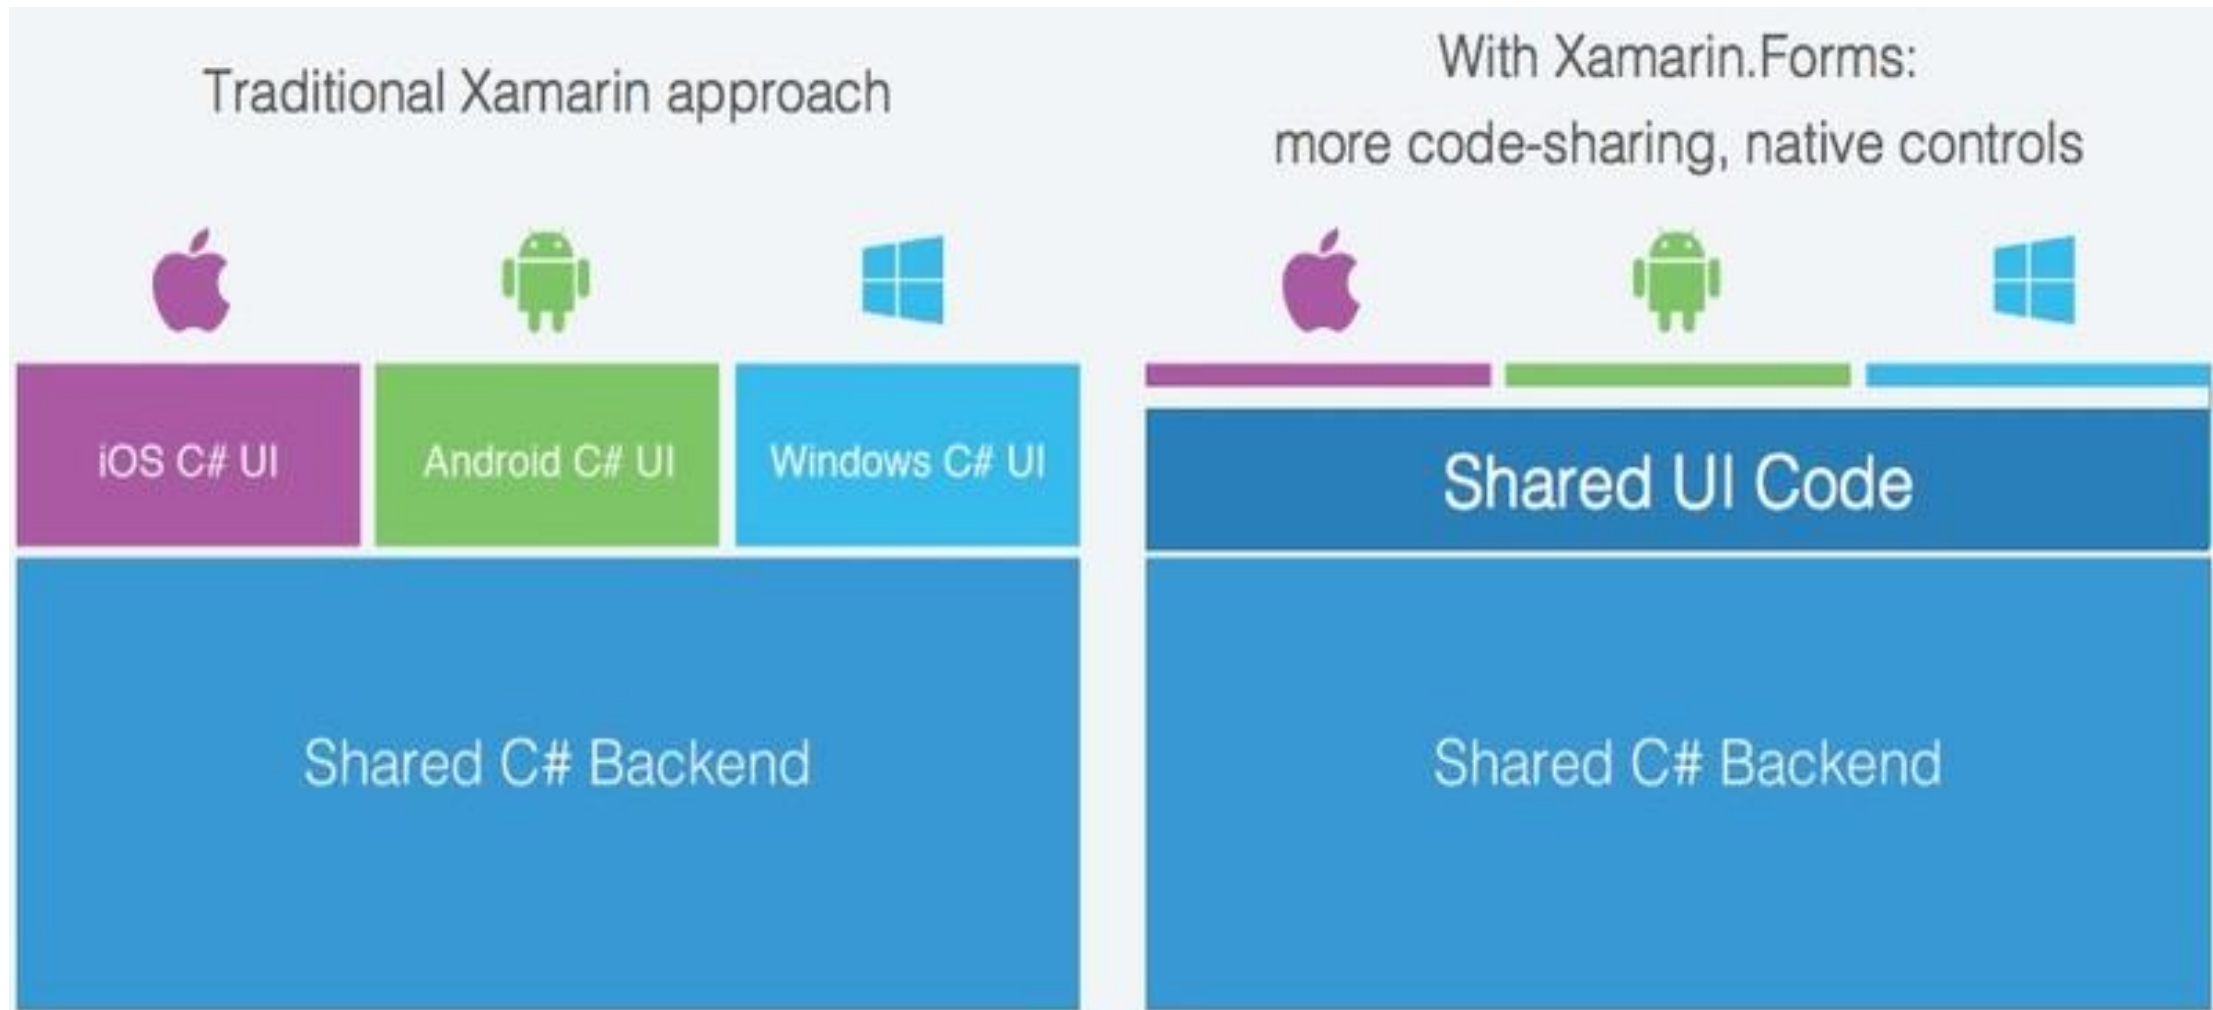 Traditional Xamarin approach
iOS C# UI
Android C# UI
Windows C# UI
Shared C# Backend
With Xamarin.Forms:
more code-sharing, native controls
Shared UI Code
Shared C# Backend